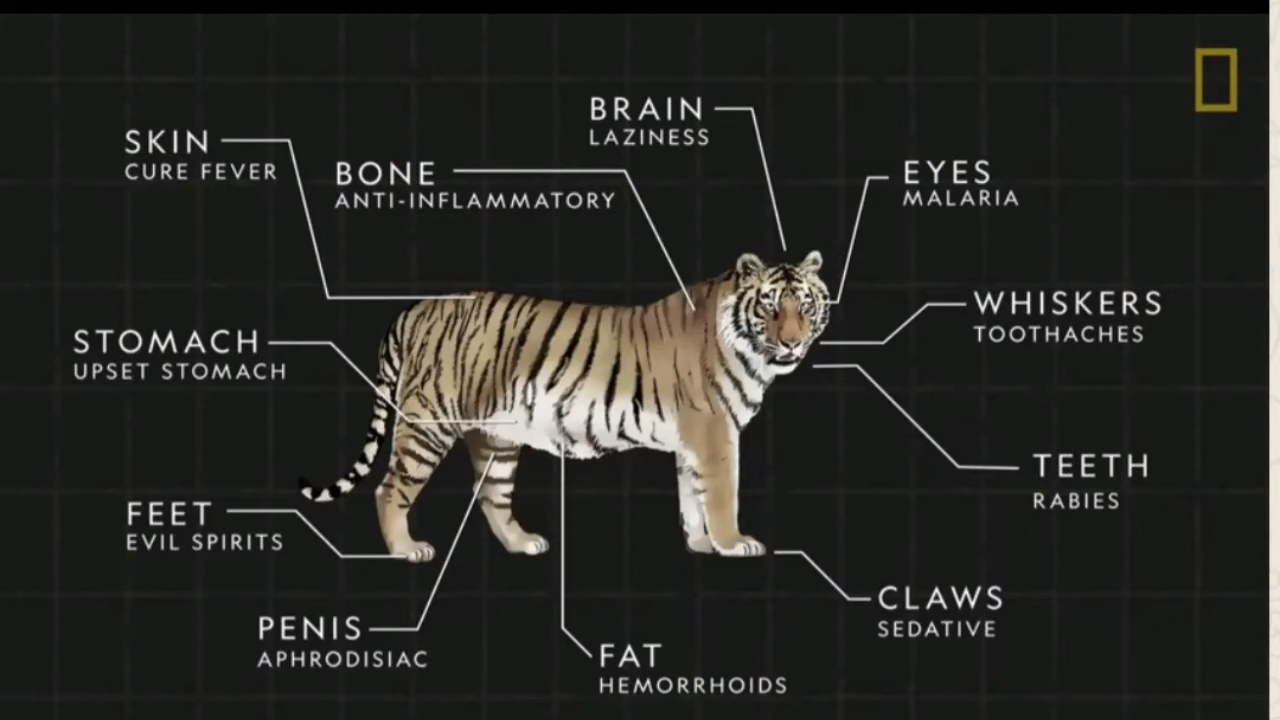 BRAIN
LAZINESS
SKIN
CURE FEVER
BONE
ANTI-INFLAMMATORY
EYES
MALARIA
WHISKERS
TOOTHACHES
STOMACH
UPSET STOMACH
TEETH
RABIES
FEET
EVIL SPIRITS
CLAWS
SEDATIVE
PENIS
APHRODISIAC
FAT
HEMORRHOIDS